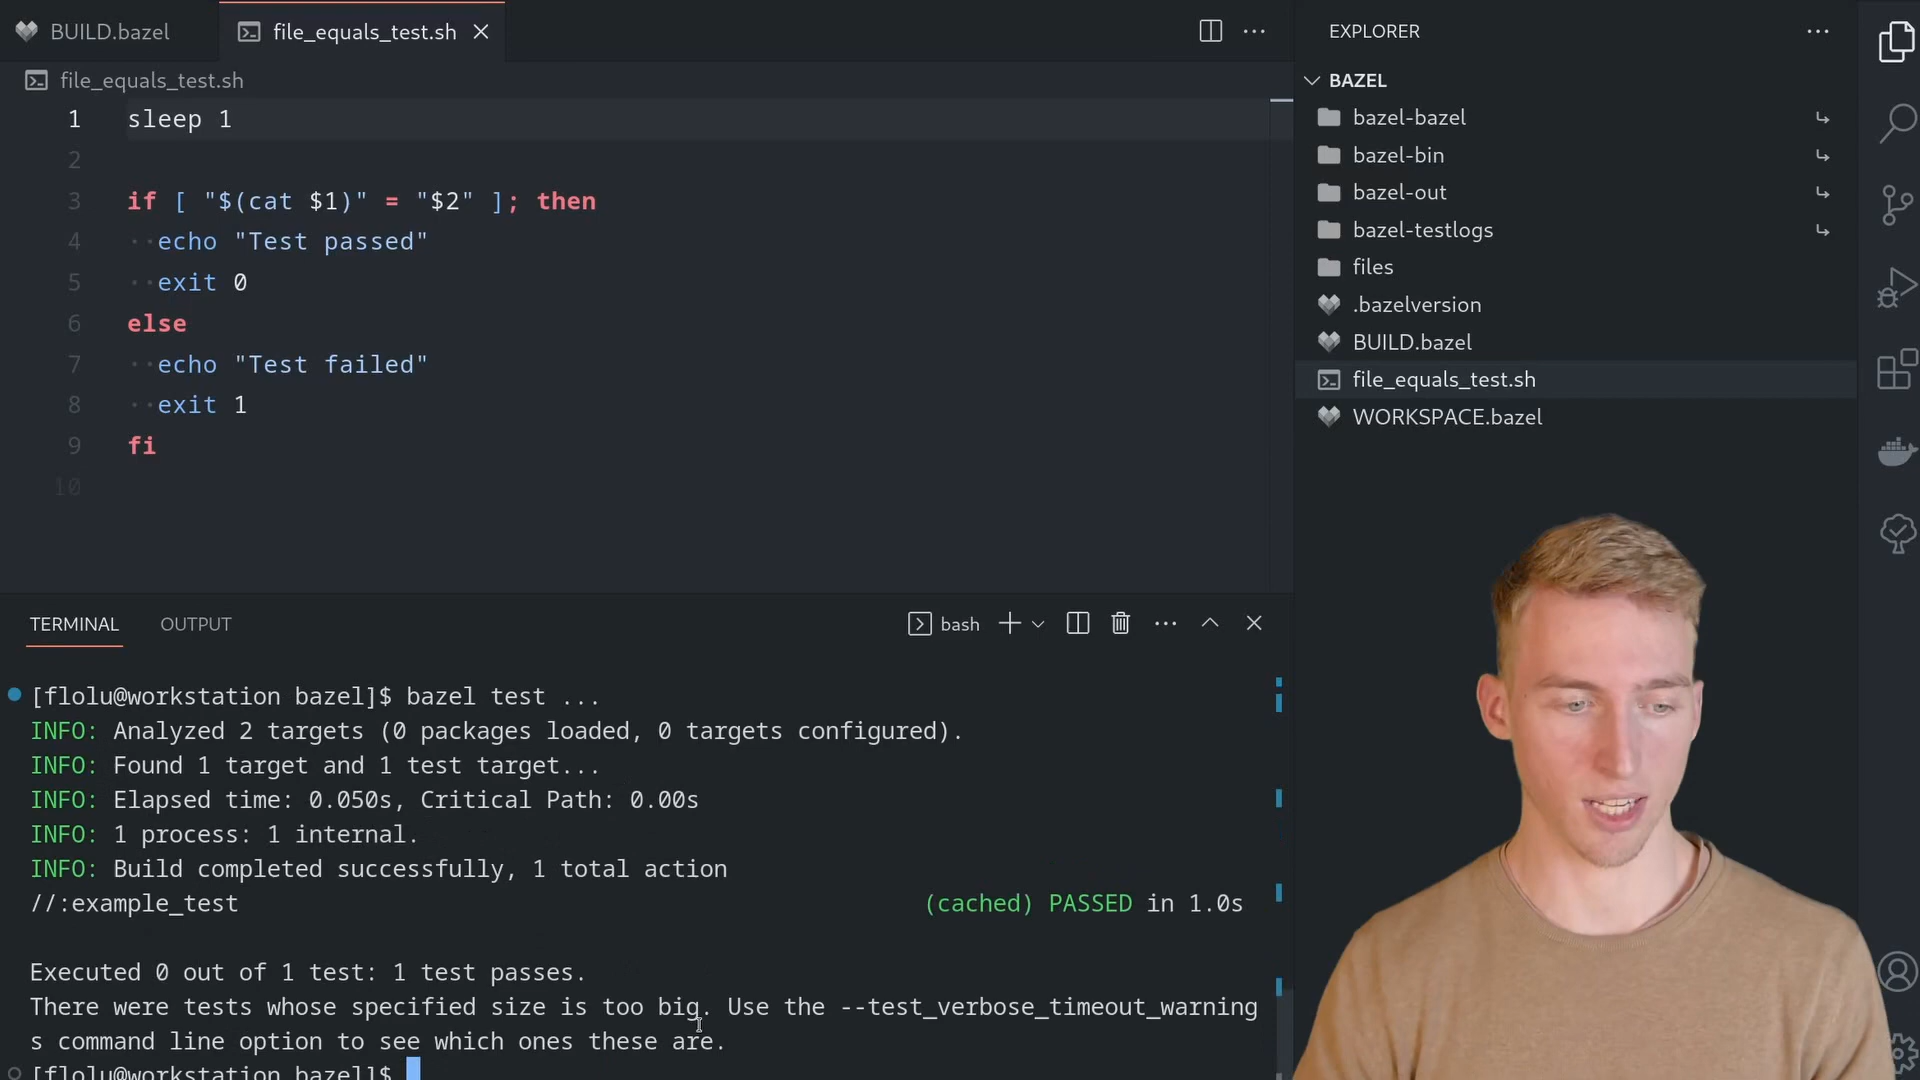 BUILD.bazel
file_equals_test.sh
file_equals_test.sh
1 sleep 1
2
3 if [ "$(cat $1)" = "$2" ]; then
4 ··echo "Test passed"
5 ··exit 0
6 else
7 ··echo "Test failed"
8 ··exit 1
9 fi
10
EXPLORER
BAZEL
bazel-bazel
bazel-bin
bazel-out
bazel-testlogs
files
.bazelversion
BUILD.bazel
file_equals_test.sh
WORKSPACE.bazel
TERMINAL OUTPUT bash
[flolu@workstation bazel]$ bazel test ...
INFO: Analyzed 2 targets (0 packages loaded, 0 targets configured).
INFO: Found 1 target and 1 test target...
INFO: Elapsed time: 0.050s, Critical Path: 0.00s
INFO: 1 process: 1 internal.
INFO: Build completed successfully, 1 total action
//:example_test (cached) PASSED in 1.0s
Executed 0 out of 1 test: 1 test passes.
There were tests whose specified size is too big. Use the --test_verbose_timeout_warning
s command line option to see which ones these are.
[flolu@workstation bazel]$